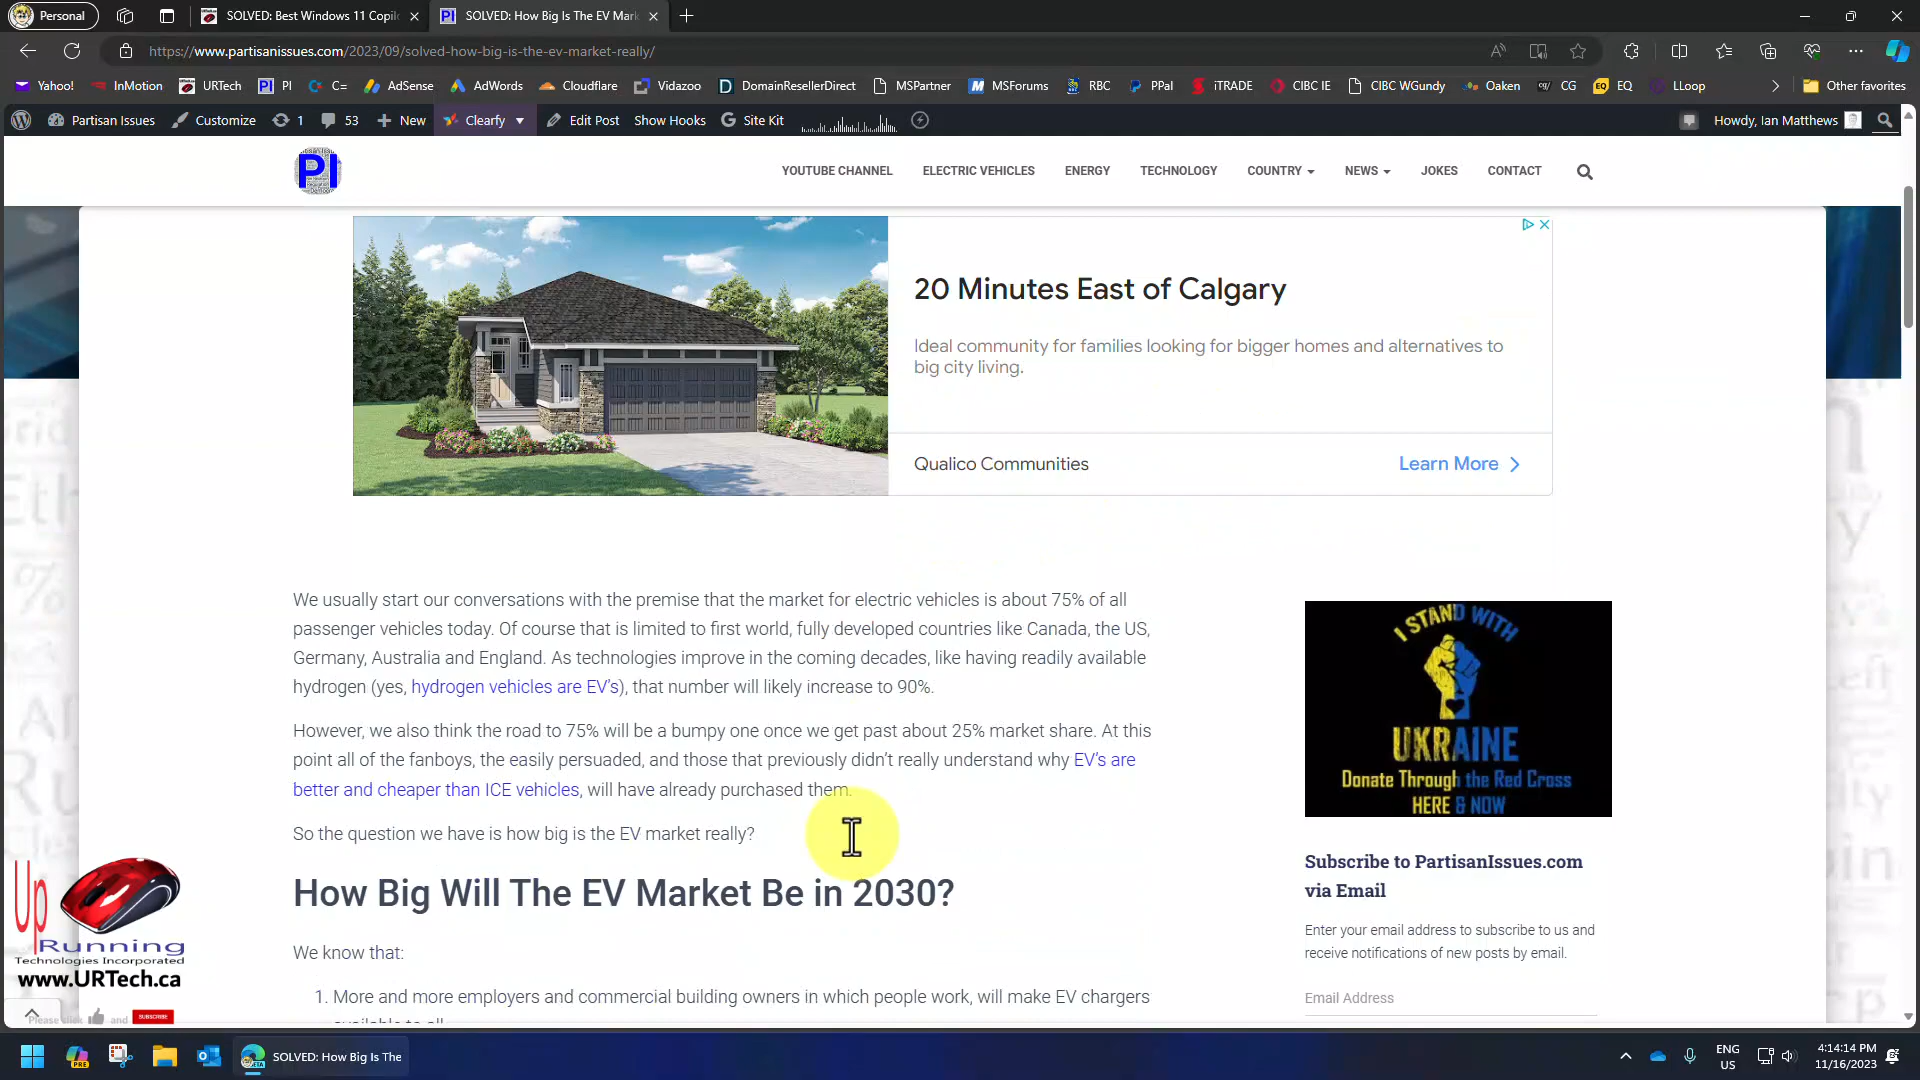 Personal
SOLVED: Best Windows 11 Copilo
PI SOLVED: How Big Is The EV Mark
https://www.partisanissues.com/2023/09/solved-how-big-is-the-ev-market-really/
Yahoo! InMotion URTech PI PI C= AdSense AdWords Cloudflare Vidazoo D DomainResellerDirect MSPartner M MSForums RBC PPal iTRADE CIBC IE CIBC WGundy Oaken cg/ CG EQ EQ LLoop Other favorites
Partisan Issues Customize 1 53 New Clearfy Edit Post Show Hooks G Site Kit Howdy, Ian Matthews
PI
YOUTUBE CHANNEL ELECTRIC VEHICLES ENERGY TECHNOLOGY COUNTRY NEWS JOKES CONTACT
20 Minutes East of Calgary
Ideal community for families looking for bigger homes and alternatives to
big city living.
Qualico Communities Learn More
We usually start our conversations with the premise that the market for electric vehicles is about 75% of all
passenger vehicles today. Of course that is limited to first world, fully developed countries like Canada, the US,
Germany, Australia and England. As technologies improve in the coming decades, like having readily available
hydrogen (yes, hydrogen vehicles are EV's), that number will likely increase to 90%.
However, we also think the road to 75% will be a bumpy one once we get past about 25% market share. At this
point all of the fanboys, the easily persuaded, and those that previously didn't really understand why EV's are
better and cheaper than ICE vehicles, will have already purchased them.
So the question we have is how big is the EV market really?
How Big Will The EV Market Be in 2030?
We know that:
1. More and more employers and commercial building owners in which people work, will make EV chargers
available to all
I STAND WITH
UKRAINE
Donate Through the Red Cross
HERE & NOW
Subscribe to PartisanIssues.com
via Email
Enter your email address to subscribe to us and
receive notifications of new posts by email.
Email Address
Up
Running
Technologies Incorporated
www.URTech.ca
Please click and SUBSCRIBE
PRE
BETA
SOLVED: How Big Is The
ENG
US
4:14:14 PM
11/16/2023